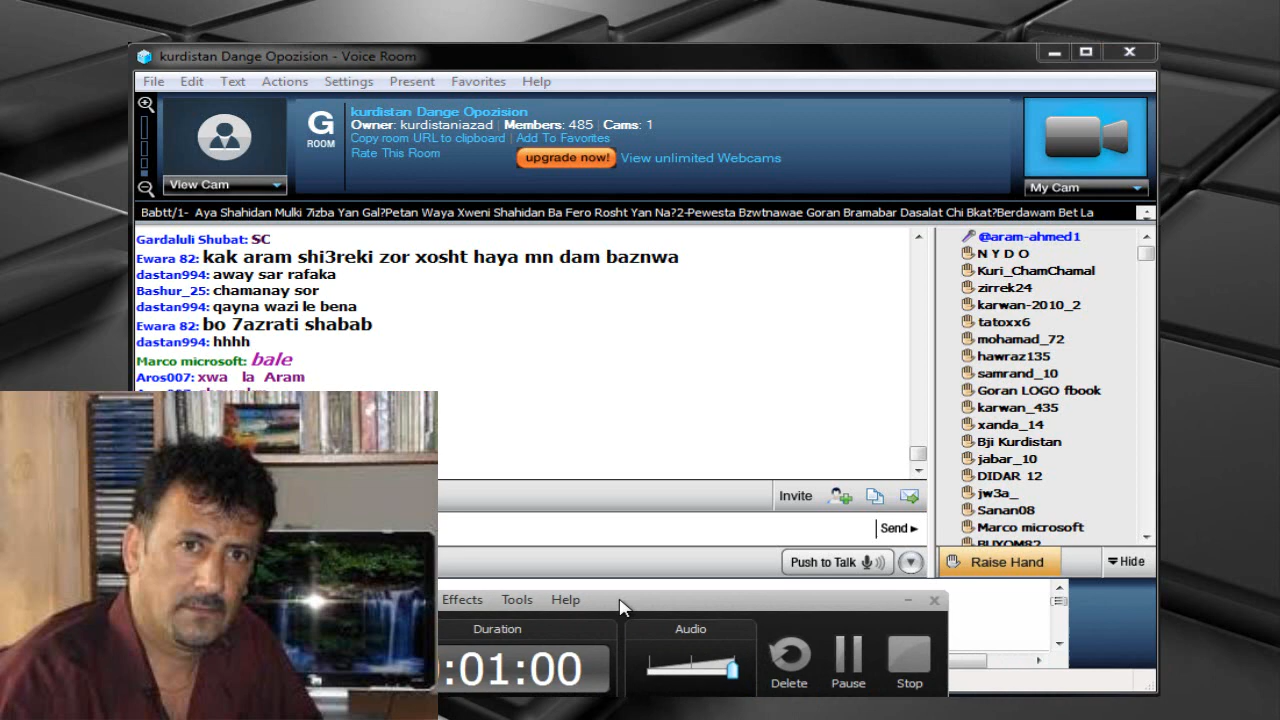 kurdistan Dange Opozision - Voice Room
File Edit Text Actions Settings Present Favorites Help
G
ROOM
kurdistan Dange Opozision
Owner: kurdistaniazad | Members: 485 | Cams: 1
Copy room URL to clipboard | Add To Favorites
Rate This Room
upgrade now! View unlimited Webcams
View Cam
My Cam
Babtt/1- Aya Shahidan Mulki 7izba Yan Gal?Petan Waya Xweni Shahidan Ba Fero Rosht Yan Na?2-Pewesta Bzwtnawae Goran Bramabar Dasalat Chi Bkat?Berdawam Bet La
Gardaluli Shubat: SC
Ewara 82: kak aram shi3reki zor xosht haya mn dam baznwa
dastan994: away sar rafaka
Bashur_25: chamanay sor
dastan994: qayna wazi le bena
Ewara 82: bo 7azrati shabab
dastan994: hhhh
Marco microsoft: bale
Aros007: xwa la Aram
@aram-ahmed1
N Y D O
Kuri_ChamChamal
zirrek24
karwan-2010_2
tatoxx6
mohamad_72
hawraz135
samrand_10
Goran LOGO fbook
karwan_435
xanda_14
Bji Kurdistan
jabar_10
DIDAR 12
jw3a_
Sanan08
Marco microsoft
Invite
Send
Push to Talk
Raise Hand
Hide
Effects Tools Help
Duration
:01:00
Audio
Delete Pause Stop